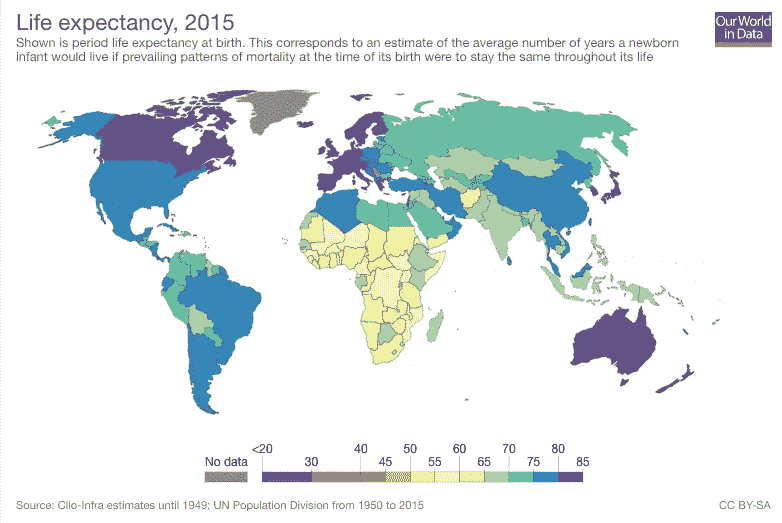 Life expectancy, 2015
Our World
in Data
Shown is period life expectancy at birth. This corresponds to an estimate of the average number of years a newborn
infant would live if prevailing patterns of mortality at the time of its birth were to stay the same throughout its life
No data
<20 30 40 45 50 55 60 65 70 75 80 85
Source: Clio-Infra estimates until 1949; UN Population Division from 1950 to 2015
CC BY-SA